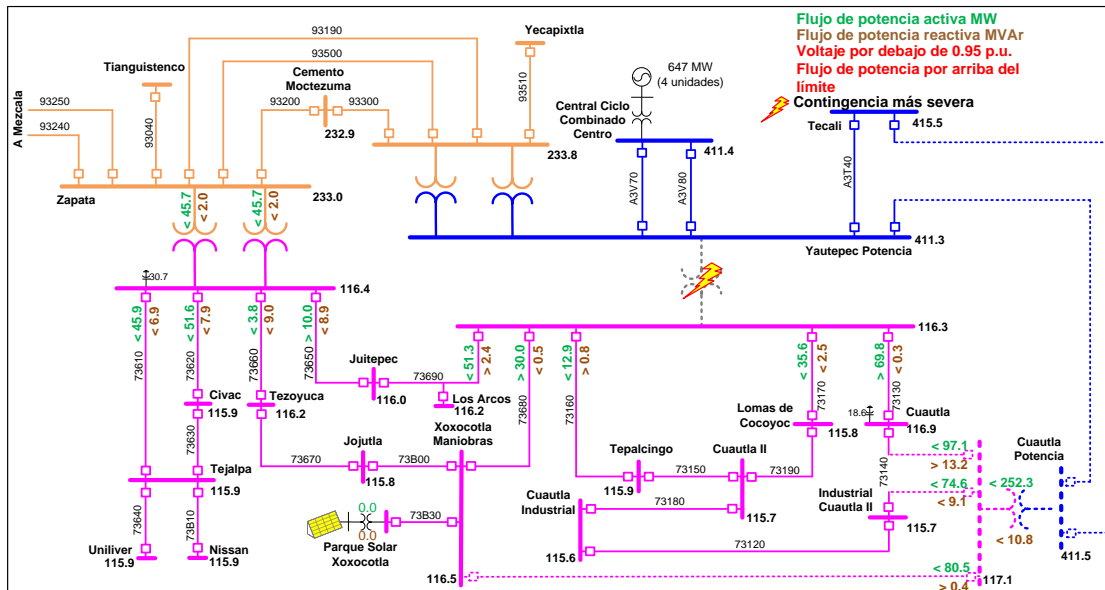 Flujo de potencia activa MW
Flujo de potencia reactiva MVAr
Voltaje por debajo de 0.95 p.u.
Flujo de potencia por arriba del
límite
Contingencia más severa
A Mezcala
93250
93240
Tianguistenco
93040
93190
93500
Cemento
Moctezuma
93200
93300
232.9
Yecapixtla
93510
233.8
Zapata
233.0
647 MW
(4 unidades)
Central Ciclo
Combinado
Centro
411.4
A3V70
A3V80
Tecali
415.5
A3T40
Yautepec Potencia
411.3
< 45.7
< 2.0
< 45.7
< 2.0
30.7
116.4
< 45.9
< 6.9
< 51.6
< 7.9
< 3.8
< 9.0
> 10.0
< 8.9
73610
73620
73660
73650
Juitepec
116.0
73690
Los Arcos
116.2
Civac
115.9
Tezoyuca
116.2
73630
Tejalpa
115.9
73640
73B10
Uniliver
115.9
Nissan
115.9
73670
Jojutla
115.8
73B00
Xoxocotla
Maniobras
73B30
0.0
0.0
Parque Solar
Xoxocotla
116.5
116.3
< 51.3
> 2.4
> 30.0
< 0.5
< 12.9
> 0.8
< 35.6
< 2.5
> 69.8
< 0.3
73680
73160
73170
73130
18.6
Lomas de
Cocoyoc
115.8
Cuautla
116.9
Tepalcingo
115.9
73150
Cuautla II
115.7
73190
73180
Cuautla
Industrial
115.6
73120
73140
Industrial
Cuautla II
115.7
< 97.1
> 13.2
< 74.6
< 9.1
< 80.5
> 0.4
117.1
Cuautla
Potencia
< 252.3
< 10.8
411.5